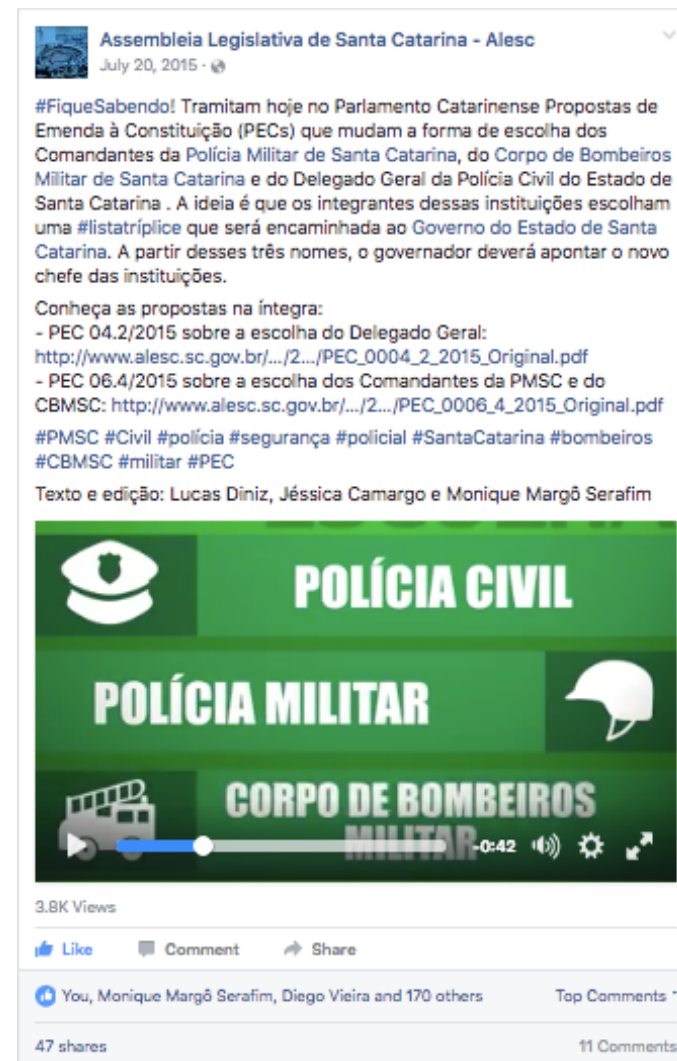 Assembleia Legislativa de Santa Catarina - Alesc
July 20, 2015 ·
#FiqueSabendo! Tramitam hoje no Parlamento Catarinense Propostas de
Emenda à Constituição (PECs) que mudam a forma de escolha dos
Comandantes da Polícia Militar de Santa Catarina, do Corpo de Bombeiros
Militar de Santa Catarina e do Delegado Geral da Polícia Civil do Estado de
Santa Catarina . A ideia é que os integrantes dessas instituições escolham
uma #listatríplice que será encaminhada ao Governo do Estado de Santa
Catarina. A partir desses três nomes, o governador deverá apontar o novo
chefe das instituições.
Conheça as propostas na íntegra:
- PEC 04.2/2015 sobre a escolha do Delegado Geral:
http://www.alesc.sc.gov.br/.../2.../PEC_0004_2_2015_Original.pdf
- PEC 06.4/2015 sobre a escolha dos Comandantes da PMSC e do
CBMSC: http://www.alesc.sc.gov.br/.../2.../PEC_0006_4_2015_Original.pdf
#PMSC #Civil #polícia #segurança #policial #SantaCatarina #bombeiros
#CBMSC #militar #PEC
Texto e edição: Lucas Diniz, Jéssica Camargo e Monique Margô Serafim
POLÍCIA CIVIL
POLÍCIA MILITAR
CORPO DE BOMBEIROS
MILITAR
-0:42
3.8K Views
Like Comment Share
You, Monique Margô Serafim, Diego Vieira and 170 others Top Comments
47 shares 11 Comments